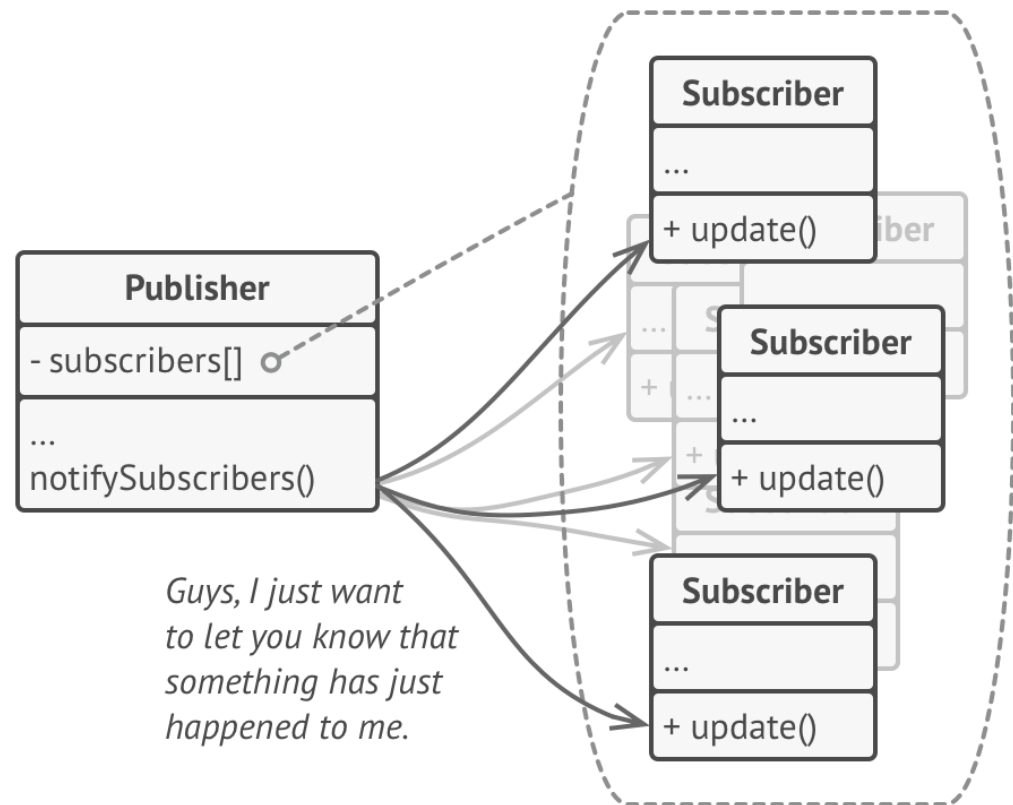 Subscriber
...
+ update()
Publisher
- subscribers[]
...
notifySubscribers()
iber
...
...
Subscriber
...
+ update()
Guys, I just want
to let you know that
something has just
happened to me.
Subscriber
...
+ update()